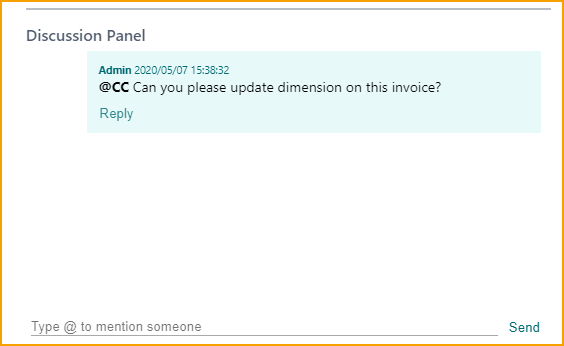 Discussion Panel
Admin 2020/05/07 15:38:32
@CC Can you please update dimension on this invoice?
Reply
Type @ to mention someone
Send